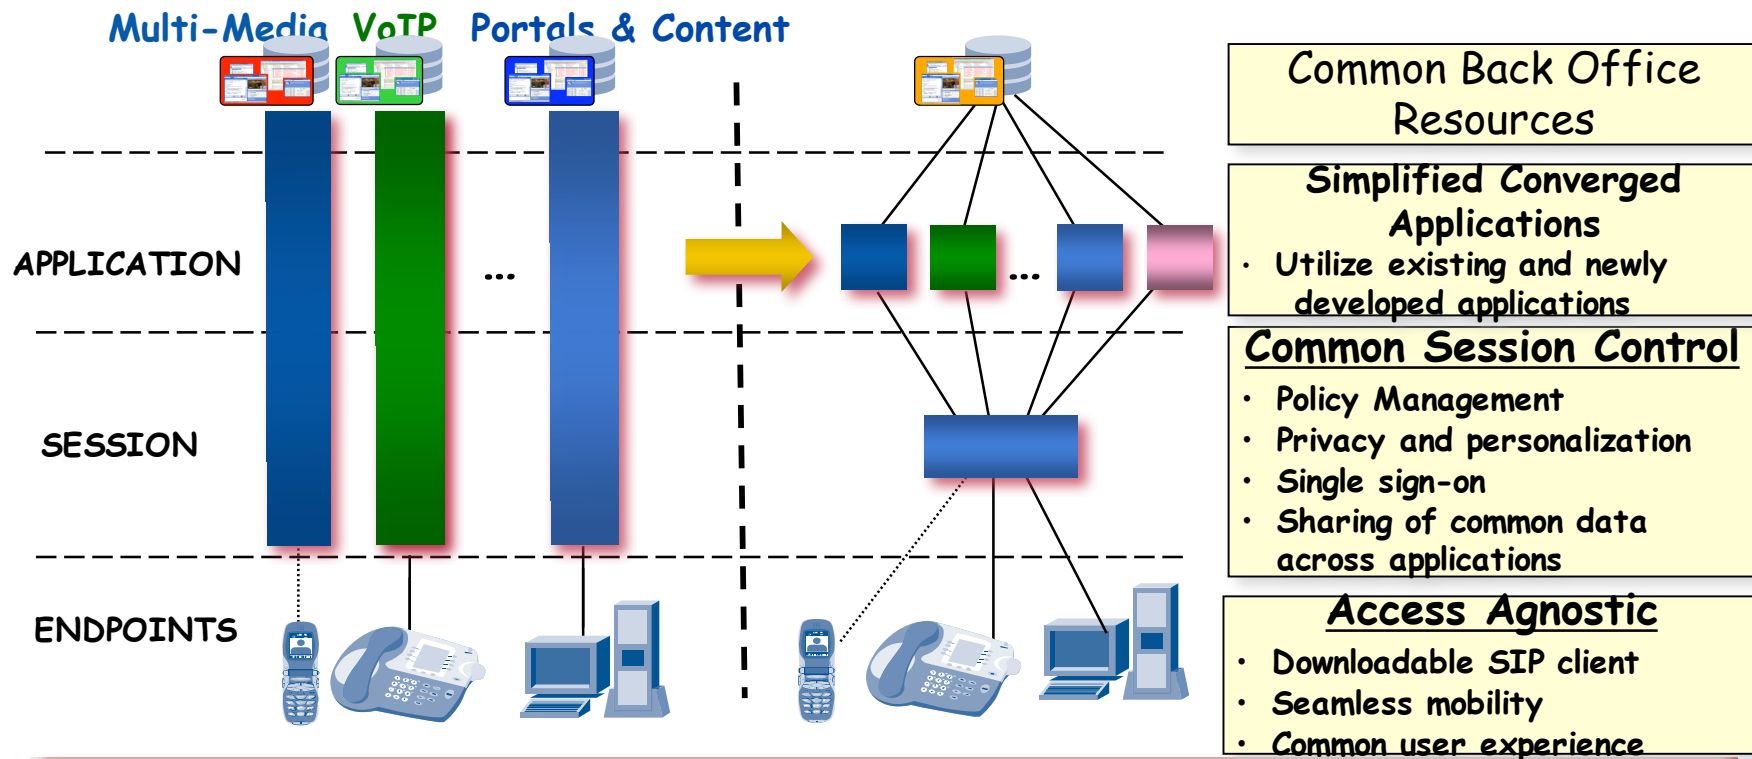 Multi-Media VoIP Portals & Content
APPLICATION
SESSION
ENDPOINTS
...
...
Common Back Office
Resources
Simplified Converged
Applications
· Utilize existing and newly
developed applications
Common Session Control
· Policy Management
· Privacy and personalization
· Single sign-on
· Sharing of common data
across applications
Access Agnostic
· Downloadable SIP client
· Seamless mobility
· Common user experience